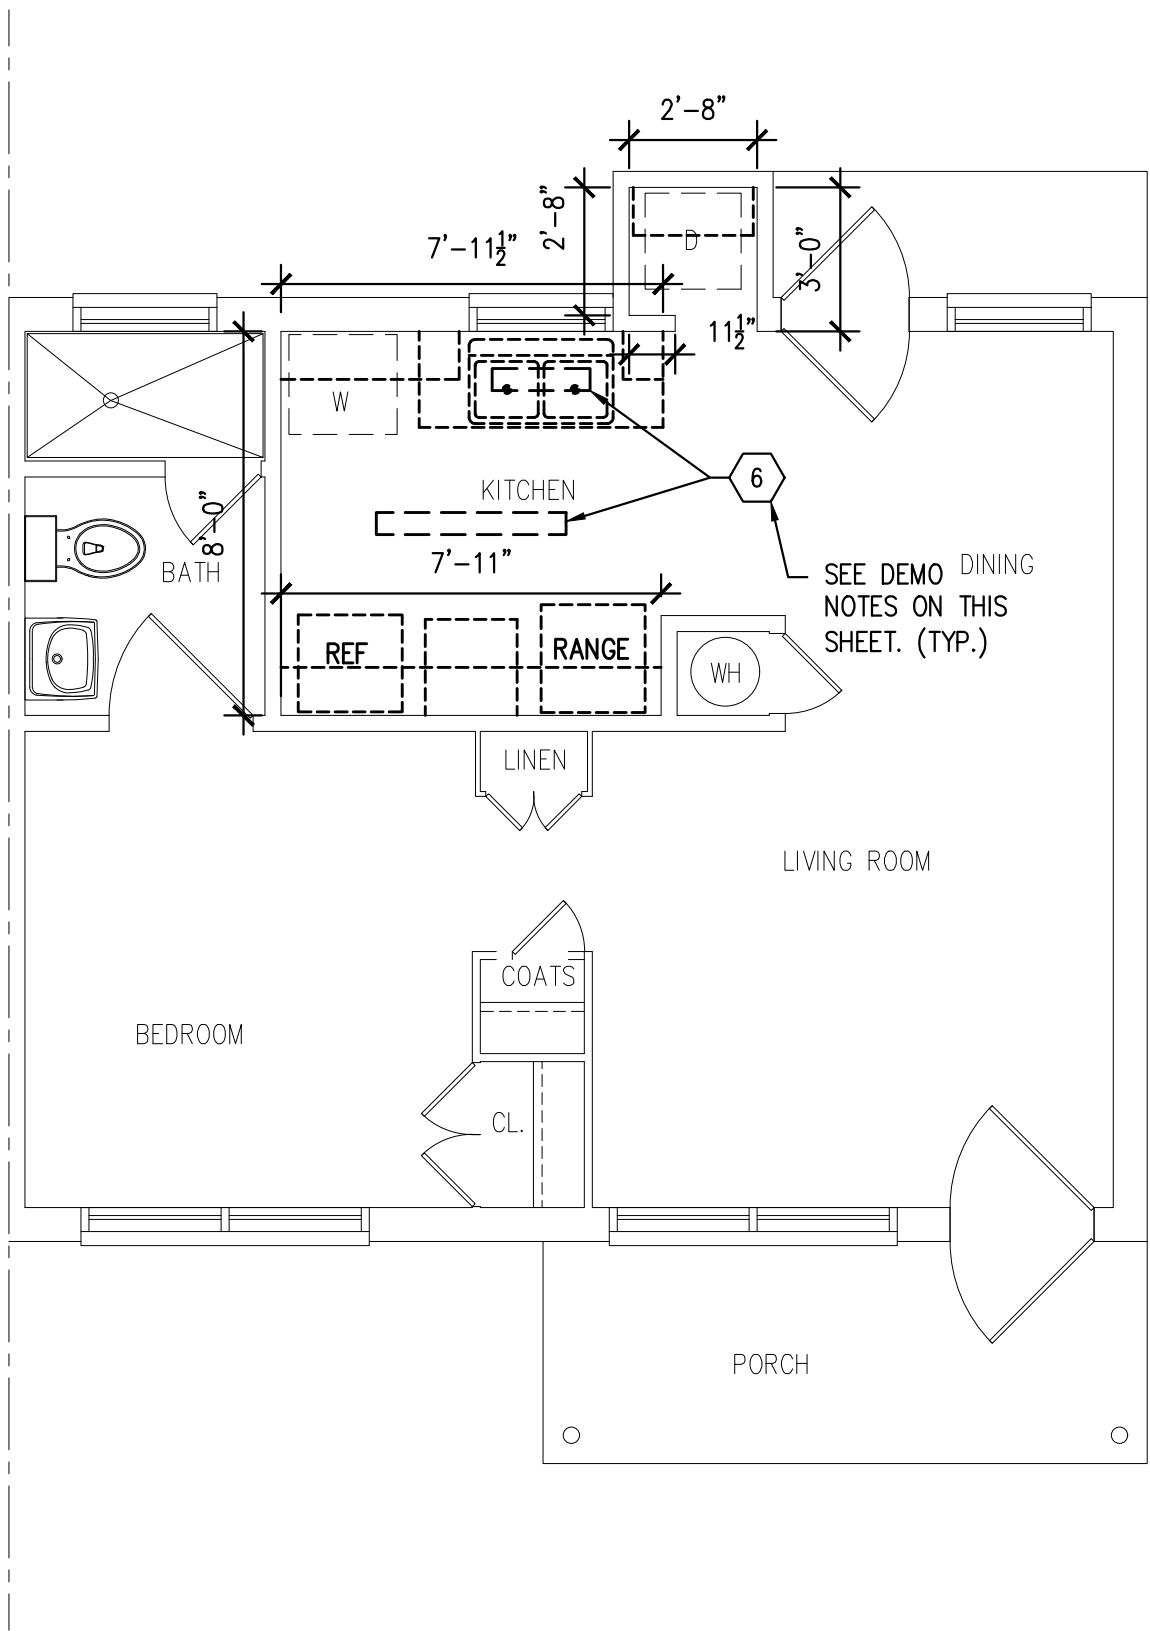 2'-8"
2'-8"
D
3'-0"
7'-11½"
11½"
W
KITCHEN
6
8'-0"
7'-11"
BATH
DINING
SEE DEMO
NOTES ON THIS
SHEET. (TYP.)
REF
RANGE
WH
LINEN
LIVING ROOM
COATS
BEDROOM
CL.
PORCH